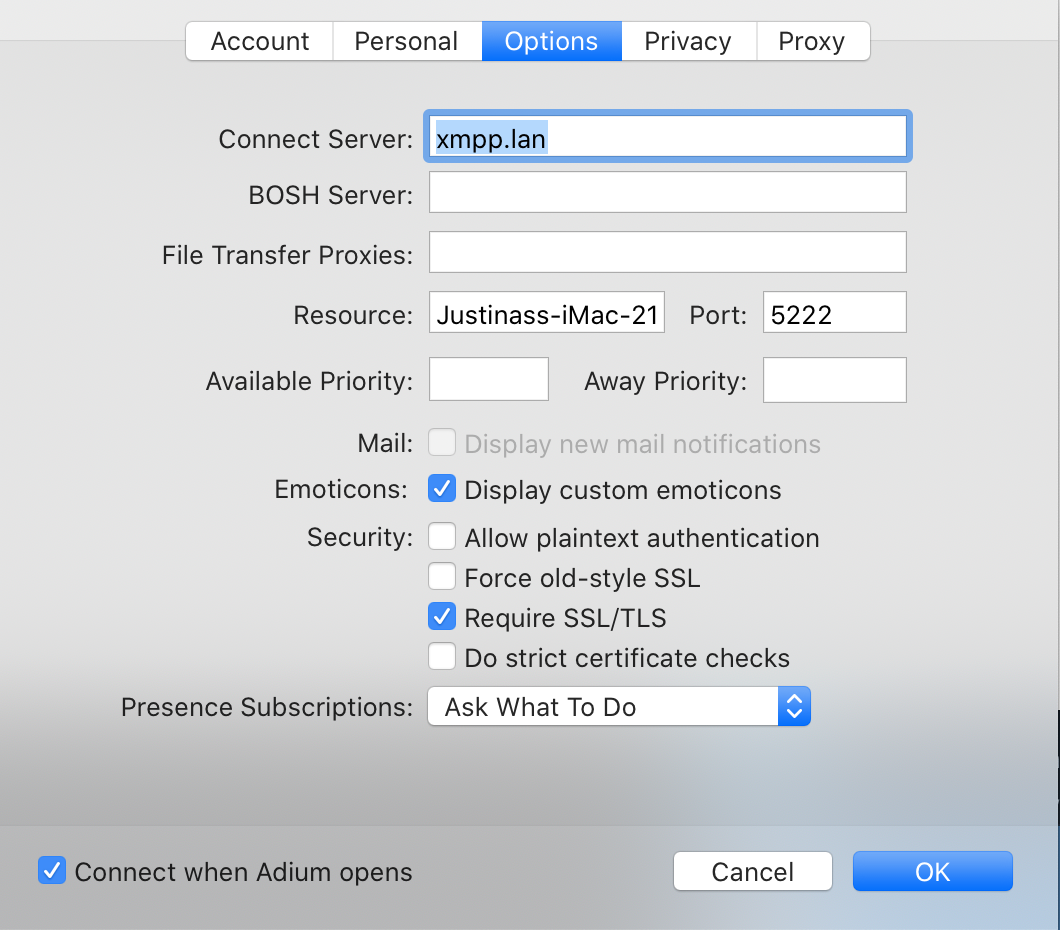 Account Personal Options Privacy Proxy
Connect Server: xmpp.lan
BOSH Server:
File Transfer Proxies:
Resource: Justinass-iMac-21 Port: 5222
Available Priority: Away Priority:
Mail: Display new mail notifications
Emoticons: Display custom emoticons
Security: Allow plaintext authentication
Force old-style SSL
Require SSL/TLS
Do strict certificate checks
Presence Subscriptions: Ask What To Do
Connect when Adium opens Cancel OK